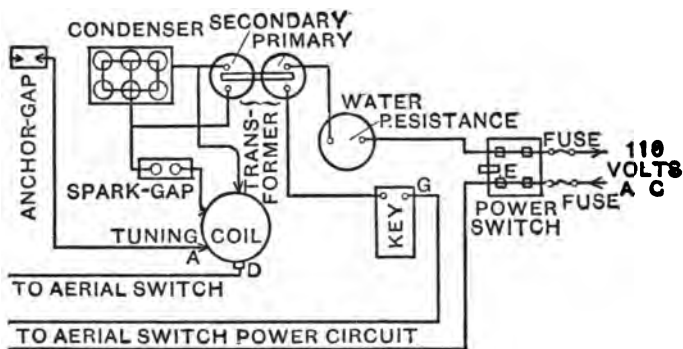 CONDENSER
SECONDARY
PRIMARY
ANCHOR-GAP
WATER
RESISTANCE
TRANS-
FORMER
FUSE
110
VOLTS
A C
E
FUSE
SPARK-GAP
POWER
SWITCH
G
KEY
TUNING COIL
A
D
TO AERIAL SWITCH
TO AERIAL SWITCH POWER CIRCUIT